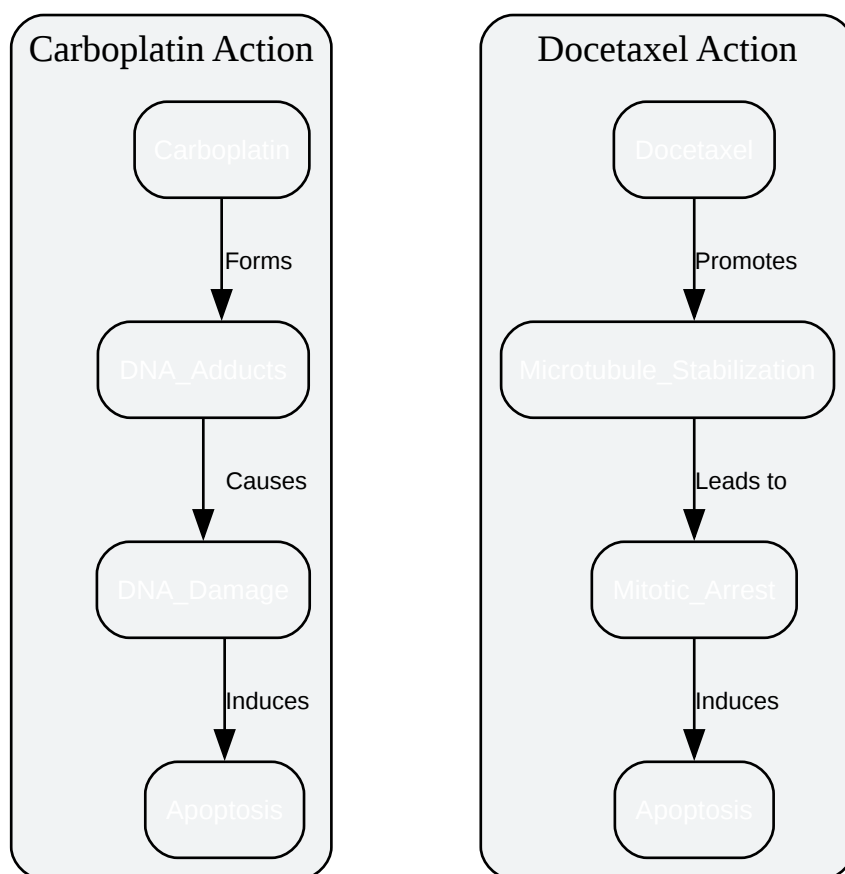 Carboplatin Action
Carboplatin
Forms
DNA_Adducts
Causes
DNA_Damage
Induces
Apoptosis
Docetaxel Action
Docetaxel
Promotes
Microtubule_Stabilization
Leads to
Mitotic_Arrest
Induces
Apoptosis